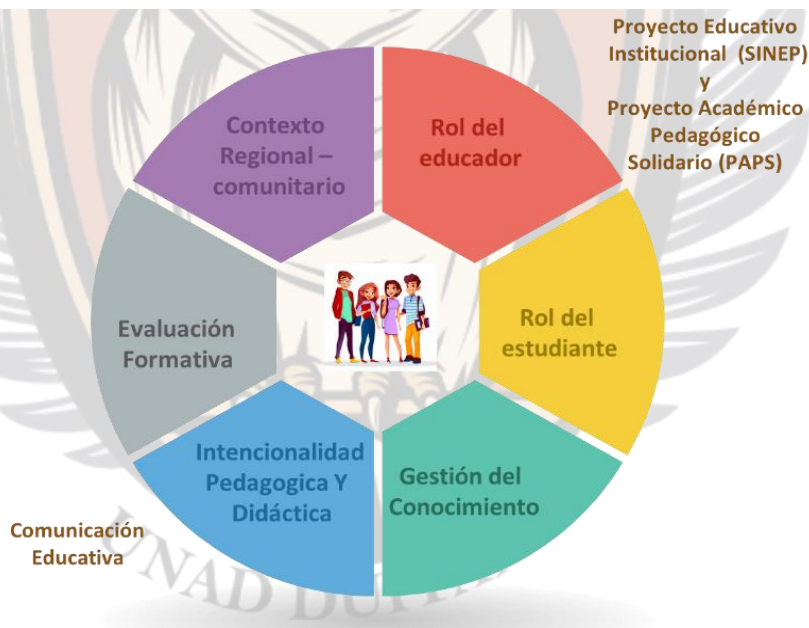 Proyecto Educativo
Institucional (SINEP)
y
Proyecto Académico
Pedagógico
Solidario (PAPS)
Contexto
Regional –
comunitario
Rol del
educador
Evaluación
Formativa
Rol del
estudiante
Intencionalidad
Pedagogica Y
Didáctica
Gestión del
Conocimiento
Comunicación
Educativa
UNAD